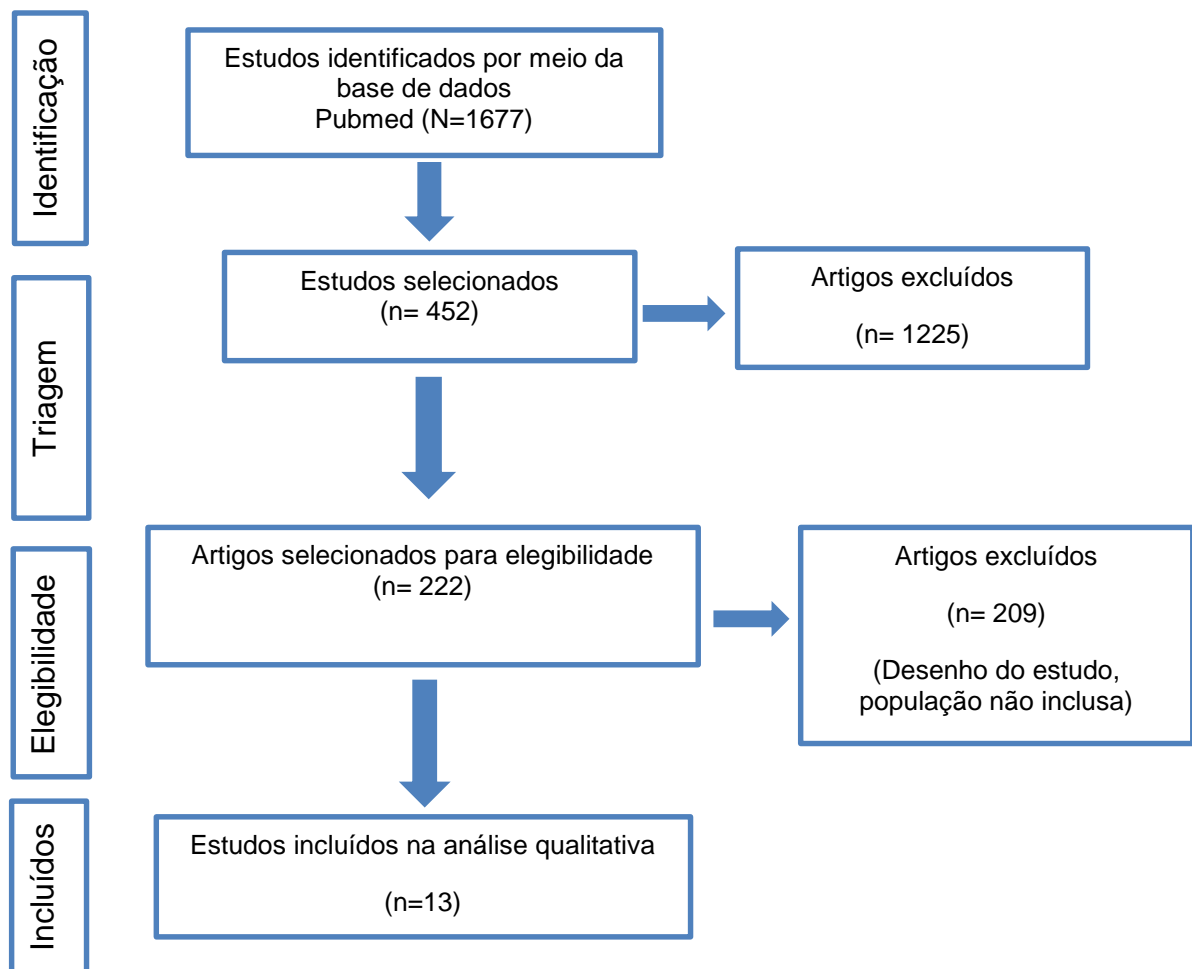 Identificação
Estudos identificados por meio da
base de dados
Pubmed (N=1677)
Triagem
Estudos selecionados
(n= 452)
Artigos excluídos
(n= 1225)
Elegibilidade
Artigos selecionados para elegibilidade
(n= 222)
Artigos excluídos
(n= 209)
(Desenho do estudo,
população não inclusa)
Incluídos
Estudos incluídos na análise qualitativa
(n=13)